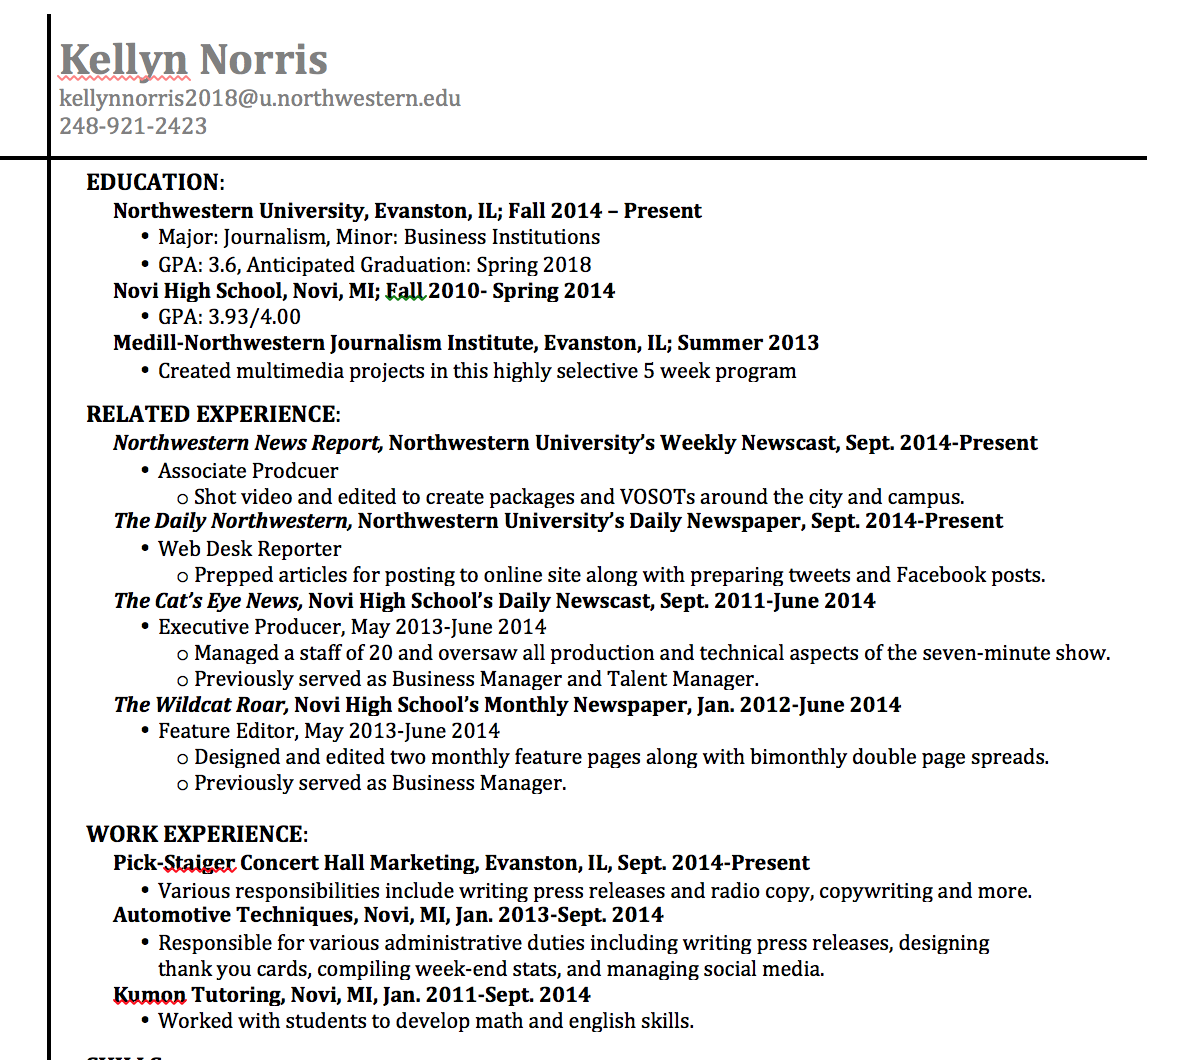 Kellyn Norris
kellynnorris2018@u.northwestern.edu
248-921-2423
EDUCATION:
Northwestern University, Evanston, IL; Fall 2014 – Present
• Major: Journalism, Minor: Business Institutions
• GPA: 3.6, Anticipated Graduation: Spring 2018
Novi High School, Novi, MI; Fall 2010- Spring 2014
• GPA: 3.93/4.00
Medill-Northwestern Journalism Institute, Evanston, IL; Summer 2013
• Created multimedia projects in this highly selective 5 week program
RELATED EXPERIENCE:
Northwestern News Report, Northwestern University’s Weekly Newscast, Sept. 2014-Present
• Associate Prodcuer
o Shot video and edited to create packages and VOSOTs around the city and campus.
The Daily Northwestern, Northwestern University’s Daily Newspaper, Sept. 2014-Present
• Web Desk Reporter
o Prepped articles for posting to online site along with preparing tweets and Facebook posts.
The Cat’s Eye News, Novi High School’s Daily Newscast, Sept. 2011-June 2014
• Executive Producer, May 2013-June 2014
o Managed a staff of 20 and oversaw all production and technical aspects of the seven-minute show.
o Previously served as Business Manager and Talent Manager.
The Wildcat Roar, Novi High School’s Monthly Newspaper, Jan. 2012-June 2014
• Feature Editor, May 2013-June 2014
o Designed and edited two monthly feature pages along with bimonthly double page spreads.
o Previously served as Business Manager.
WORK EXPERIENCE:
Pick-Staiger Concert Hall Marketing, Evanston, IL, Sept. 2014-Present
• Various responsibilities include writing press releases and radio copy, copywriting and more.
Automotive Techniques, Novi, MI, Jan. 2013-Sept. 2014
• Responsible for various administrative duties including writing press releases, designing
thank you cards, compiling week-end stats, and managing social media.
Kumon Tutoring, Novi, MI, Jan. 2011-Sept. 2014
• Worked with students to develop math and english skills.